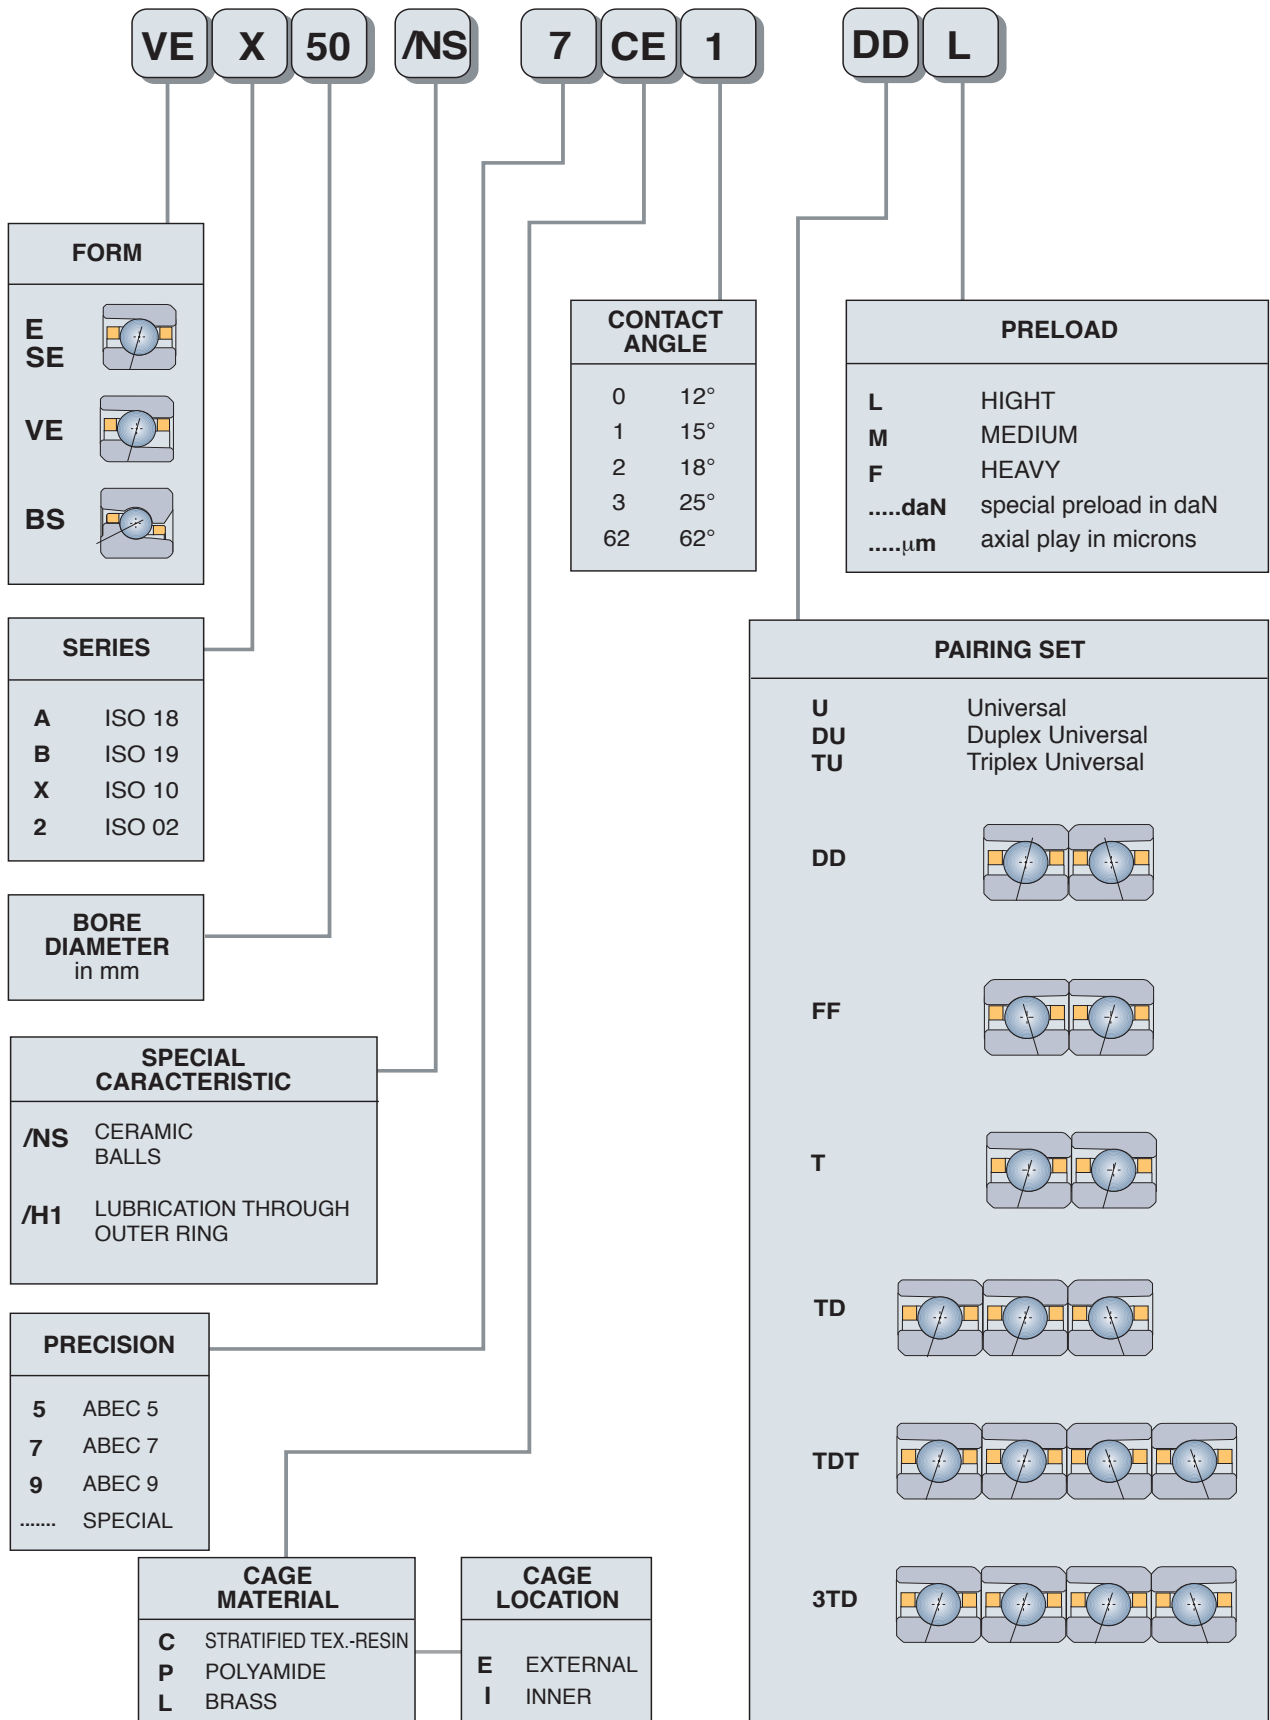 VE X 50 /NS 7 CE 1 DD L
FORM
E
SE
VE
BS
SERIES
A ISO 18
B ISO 19
X ISO 10
2 ISO 02
BORE
DIAMETER
in mm
SPECIAL
CARACTERISTIC
/NS CERAMIC
BALLS
/H1 LUBRICATION THROUGH
OUTER RING
PRECISION
5 ABEC 5
7 ABEC 7
9 ABEC 9
....... SPECIAL
CAGE
MATERIAL
C STRATIFIED TEX.-RESIN
P POLYAMIDE
L BRASS
CAGE
LOCATION
E EXTERNAL
I INNER
CONTACT
ANGLE
0 12°
1 15°
2 18°
3 25°
62 62°
PRELOAD
L HIGHT
M MEDIUM
F HEAVY
.....daN special preload in daN
.....μm axial play in microns
PAIRING SET
U Universal
DU Duplex Universal
TU Triplex Universal
DD
FF
T
TD
TDT
3TD